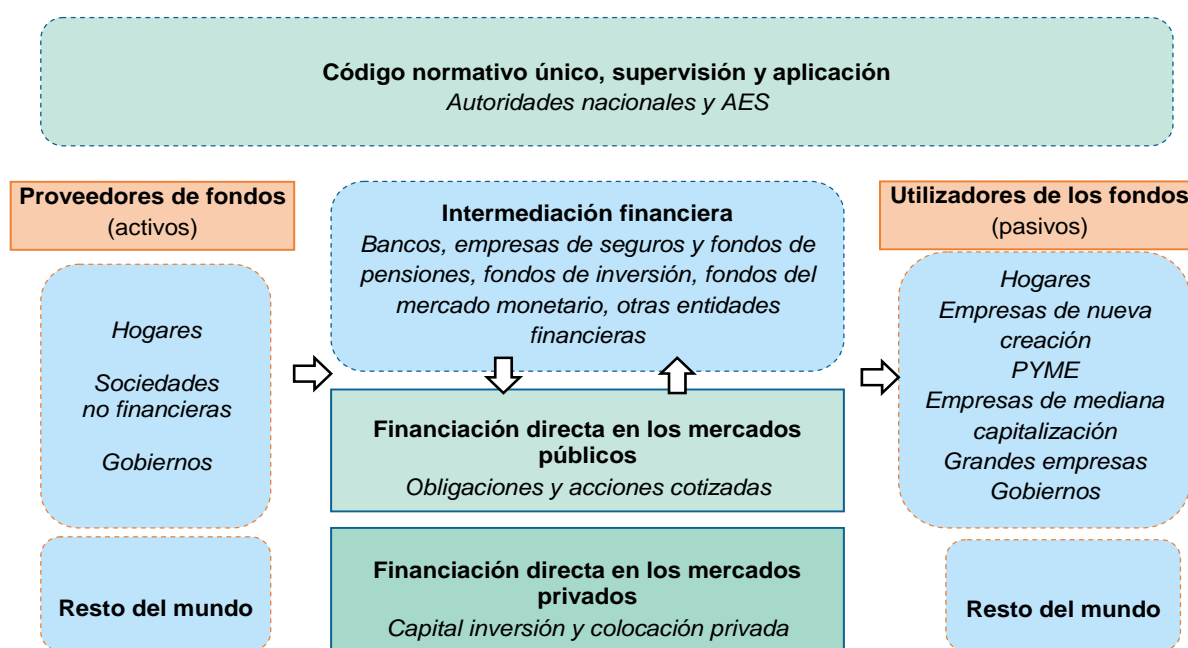 Código normativo único, supervisión y aplicación
Autoridades nacionales y AES
Proveedores de fondos
(activos)
Hogares
Sociedades
no financieras
Gobiernos
Resto del mundo
Intermediación financiera
Bancos, empresas de seguros y fondos de
pensiones, fondos de inversión, fondos del
mercado monetario, otras entidades
financieras
Financiación directa en los mercados
públicos
Obligaciones y acciones cotizadas
Financiación directa en los mercados
privados
Capital inversión y colocación privada
Utilizadores de los fondos
(pasivos)
Hogares
Empresas de nueva
creación
PYME
Empresas de mediana
capitalización
Grandes empresas
Gobiernos
Resto del mundo